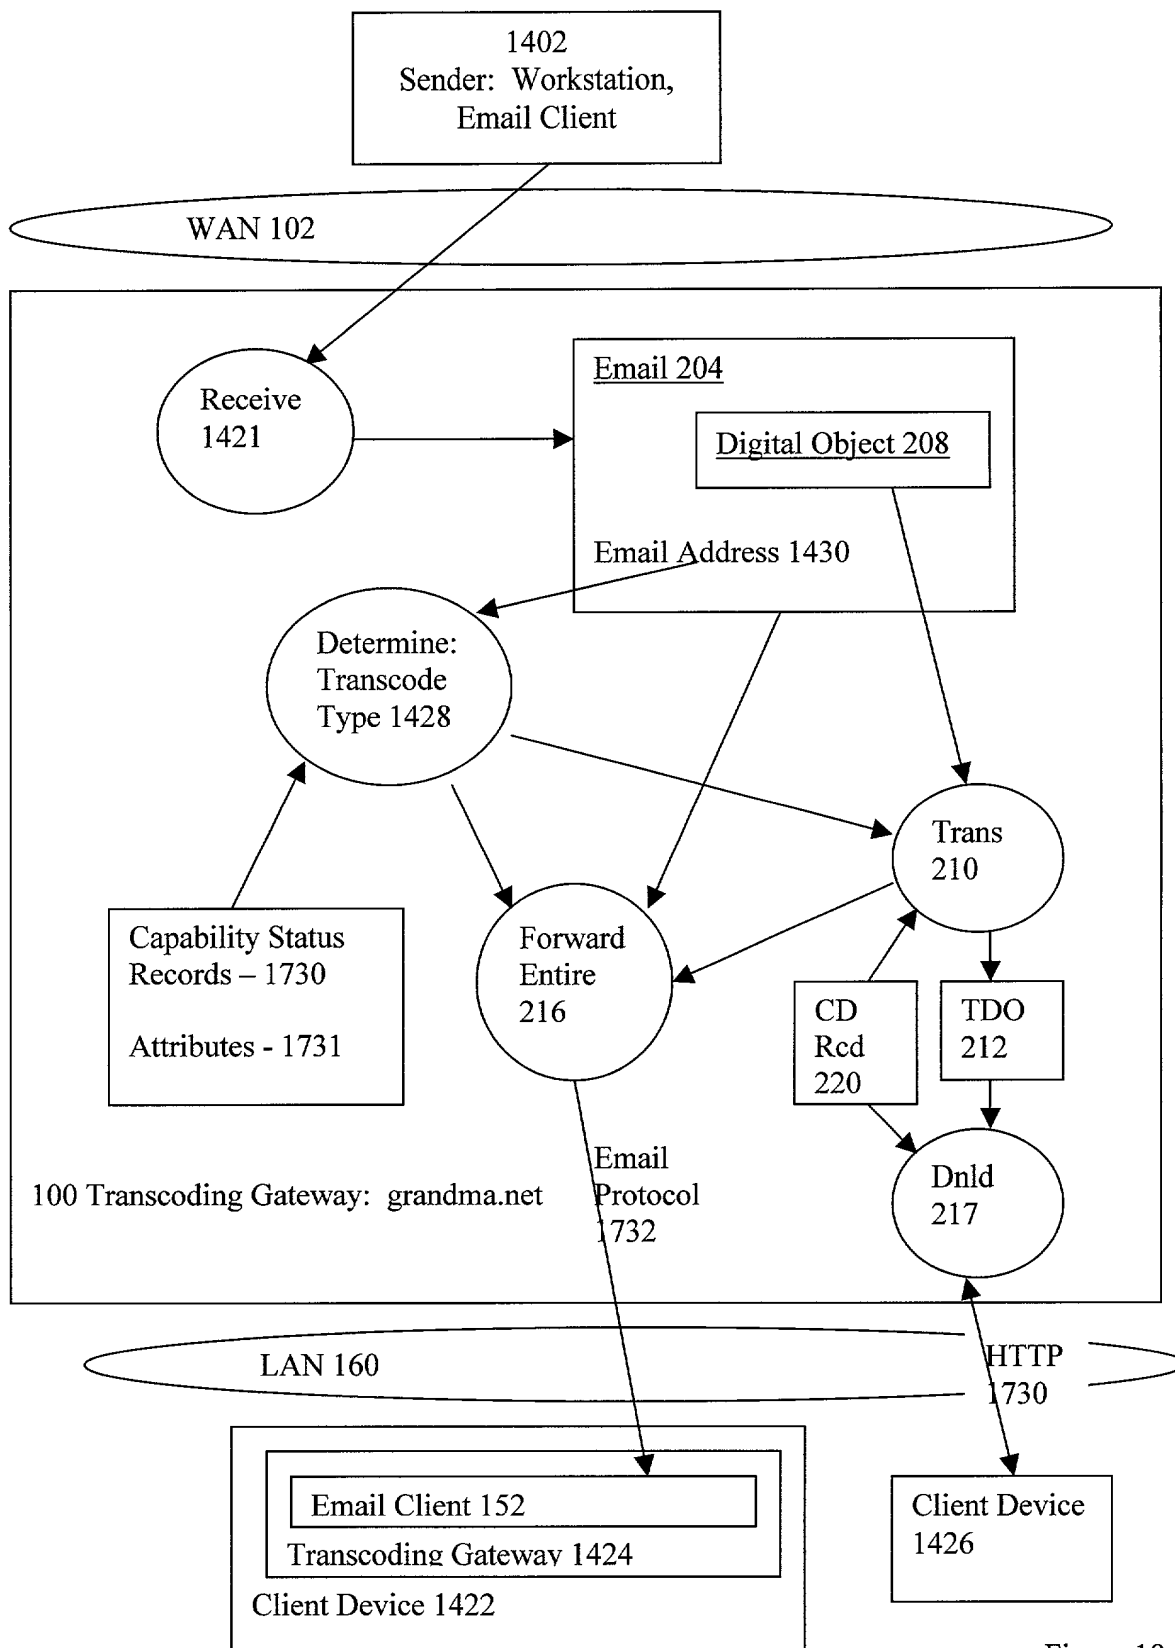 1402
Sender: Workstation,
Email Client
WAN 102
Receive
1421
Email 204
Digital Object 208
Email Address 1430
Determine:
Transcode
Type 1428
Trans
210
Capability Status
Records – 1730
Attributes - 1731
Forward
Entire
216
CD
Rcd
220
TDO
212
Email
Protocol
1732
Dnld
217
100 Transcoding Gateway: grandma.net
LAN 160
HTTP
1730
Email Client 152
Transcoding Gateway 1424
Client Device 1422
Client Device
1426